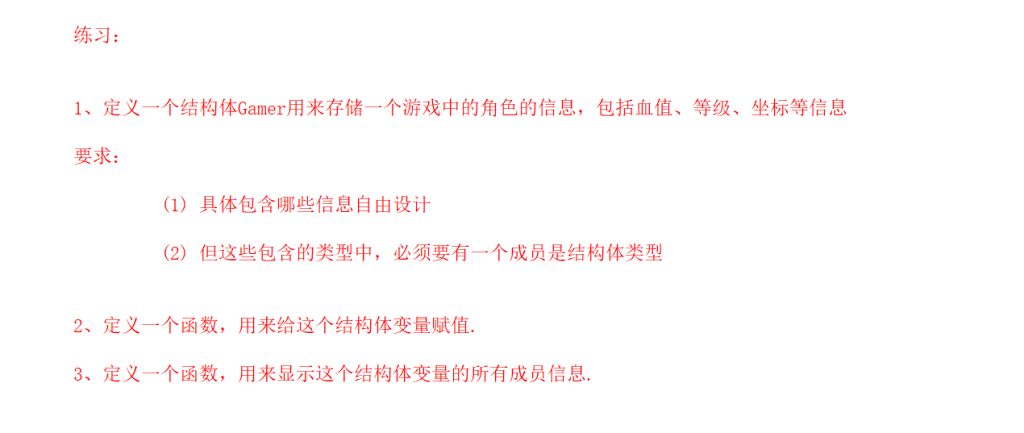 练习：
1、定义一个结构体Gamer用来存储一个游戏中的角色的信息，包括血值、等级、坐标等信息
要求：
(1) 具体包含哪些信息自由设计
(2) 但这些包含的类型中，必须要有一个成员是结构体类型
2、定义一个函数，用来给这个结构体变量赋值.
3、定义一个函数，用来显示这个结构体变量的所有成员信息.